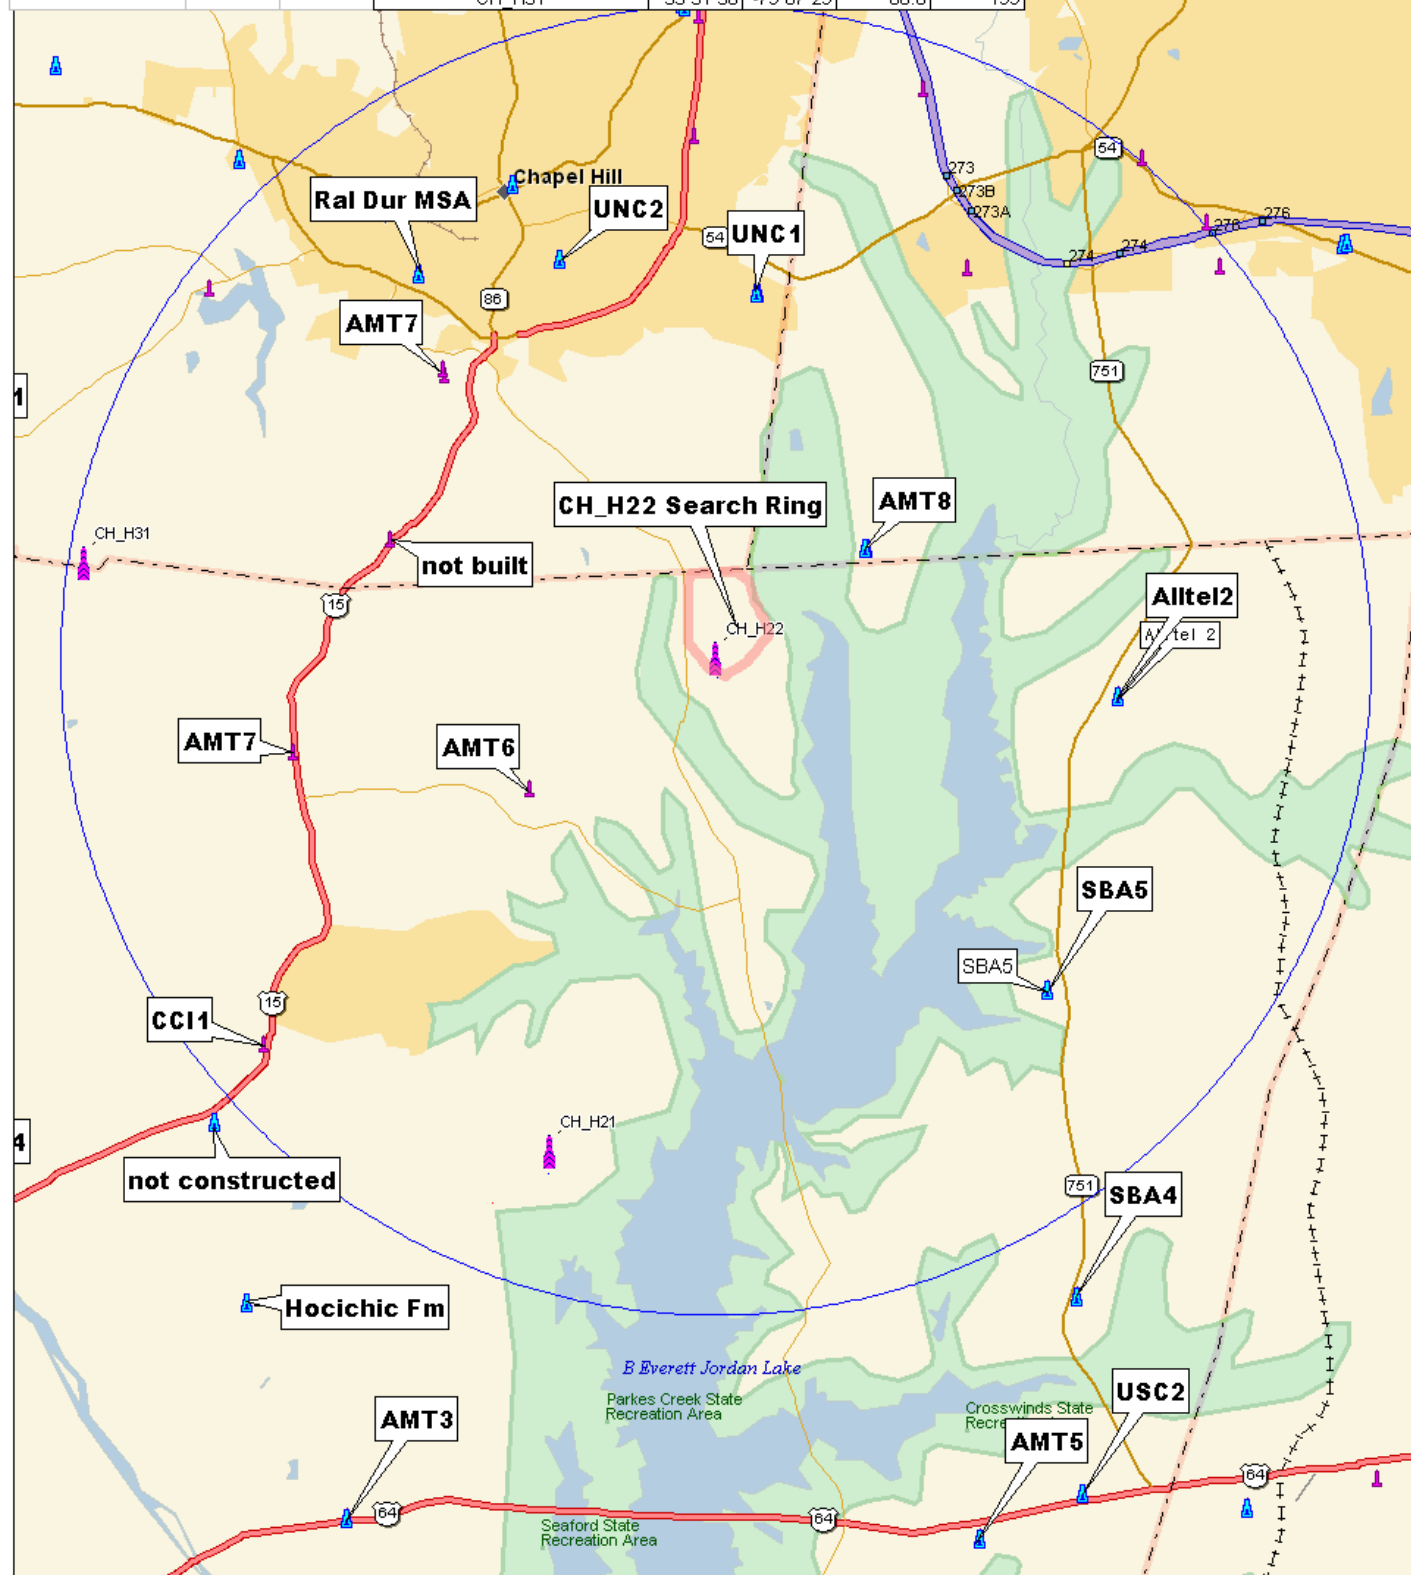 CH_H31
Chapel Hill
Ral Dur MSA
UNC2
54
UNC1
54
273
273B
273A
274
274
276
276
86
AMT7
751
CH_H22 Search Ring
AMT8
CH_H31
not built
15
CH_H22
Alltel2
AMT7
AMT6
SBA5
SBA5
15
CCI1
4
CH_H21
not constructed
751
SBA4
Hocichic Fm
B Everett Jordan Lake
Parkes Creek State
Recreation Area
Crosswinds State
USC2
AMT3
AMT5
64
64
64
Seaford State
Recreation Area